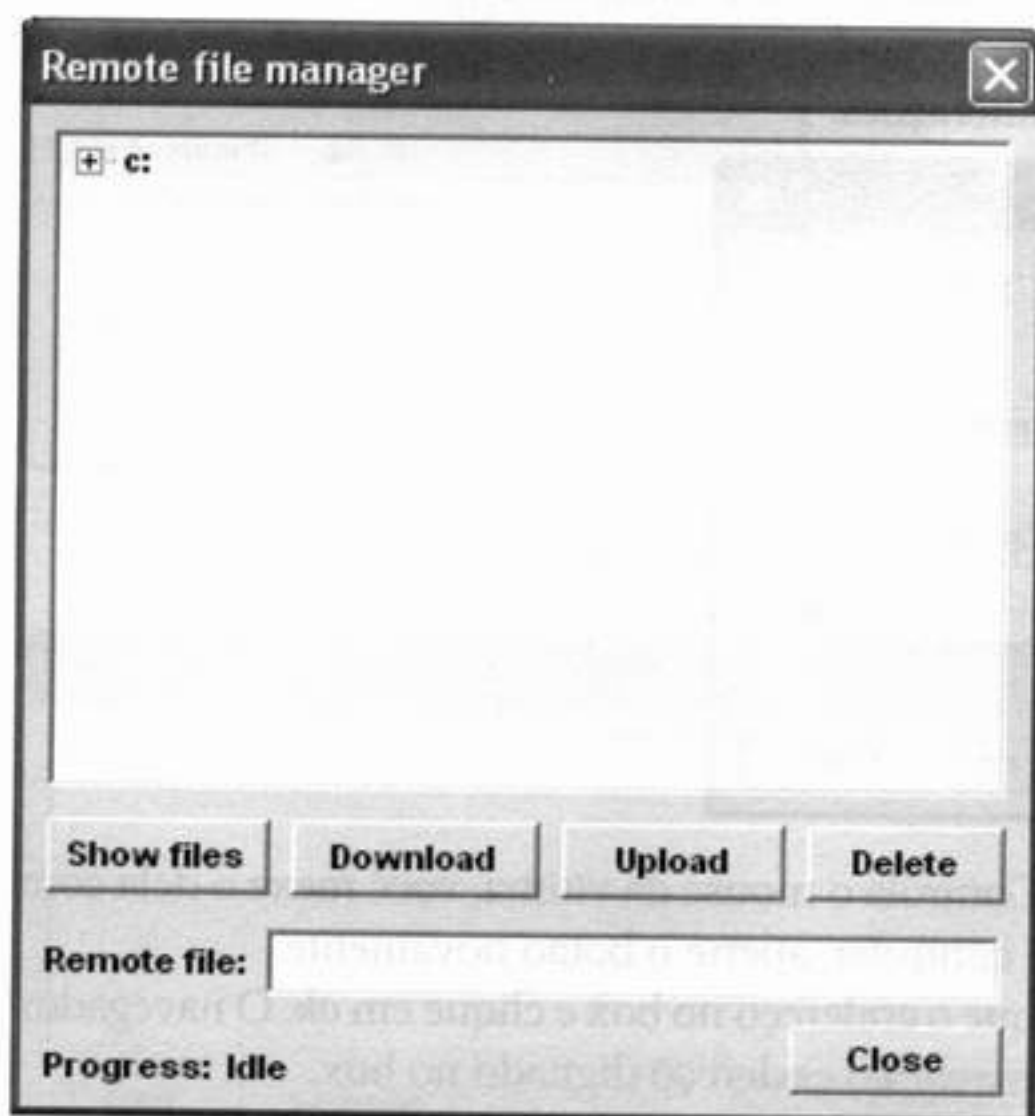 Remote file manager
c:
Show files Download Upload Delete
Remote file:
Progress: Idle Close